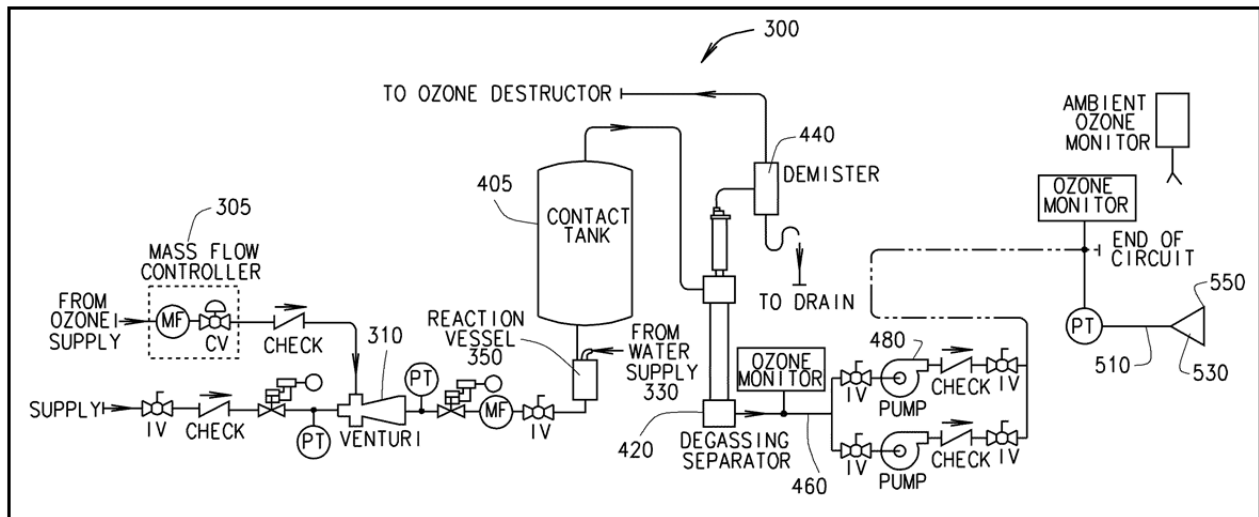 300
TO OZONE DESTRUCTOR
AMBIENT
OZONE
MONITOR
440
DEMISTER
405
CONTACT
TANK
OZONE
MONITOR
305
MASS FLOW
CONTROLLER
END OF
CIRCUIT
550
FROM
OZONE
SUPPLY
MF
CV
CHECK
310
REACTION
VESSEL
350
FROM
WATER
SUPPLY
330
TO DRAIN
OZONE
MONITOR
480
PT
510
530
PT
SUPPLY
IV
CHECK
PT
VENTURI
MF
IV
420
DEGASSING
SEPARATOR
460
IV
PUMP
CHECK
IV
IV
PUMP
CHECK
IV